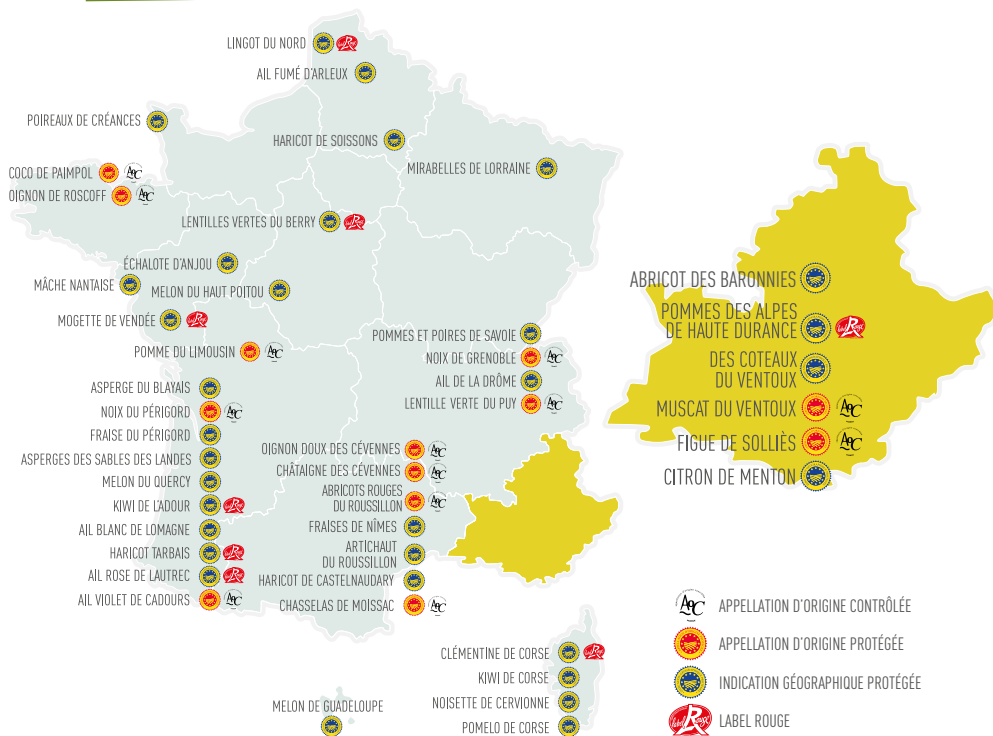 LINGOT DU NORD
AIL FUMÉ D'ARLEUX
POIREAUX DE CRÉANCES
HARICOT DE SOISSONS
MIRABELLES DE LORRAINE
COCO DE PAIMPOL
OIGNON DE ROSCOFF
LENTILLES VERTES DU BERRY
ÉCHALOTE D'ANJOU
MÂCHE NANTAISE
MELON DU HAUT POITOU
MOGETTE DE VENDÉE
POMME DU LIMOUSIN
POMMES ET POIRES DE SAVOIE
NOIX DE GRENOBLE
AIL DE LA DRÔME
LENTILLE VERTE DU PUY
ASPERGE DU BLAYAIS
NOIX DU PÉRIGORD
FRAISE DU PÉRIGORD
ASPERGES DES SABLES DES LANDES
MELON DU QUERCY
KIWI DE L'ADOUR
AIL BLANC DE LOMAGNE
HARICOT TARBAIS
AIL ROSE DE LAUTREC
AIL VIOLET DE CADOURS
OIGNON DOUX DES CÉVENNES
CHÂTAIGNE DES CÉVENNES
ABRICOTS ROUGES
DU ROUSSILLON
FRAISES DE NÎMES
ARTICHAUT
DU ROUSSILLON
HARICOT DE CASTELNAUDARY
CHASSELAS DE MOISSAC
CLÉMENTINE DE CORSE
KIWI DE CORSE
NOISETTE DE CERVIONNE
POMELO DE CORSE
MELON DE GUADELOUPE
ABRICOT DES BARONNIES
POMMES DES ALPES
DE HAUTE DURANCE
DES COTEAUX
DU VENTOUX
MUSCAT DU VENTOUX
FIGUE DE SOLLIÈS
CITRON DE MENTON
AOC APPELLATION D'ORIGINE CONTRÔLÉE
APPELLATION D'ORIGINE PROTÉGÉE
INDICATION GÉOGRAPHIQUE PROTÉGÉE
label Rouge LABEL ROUGE